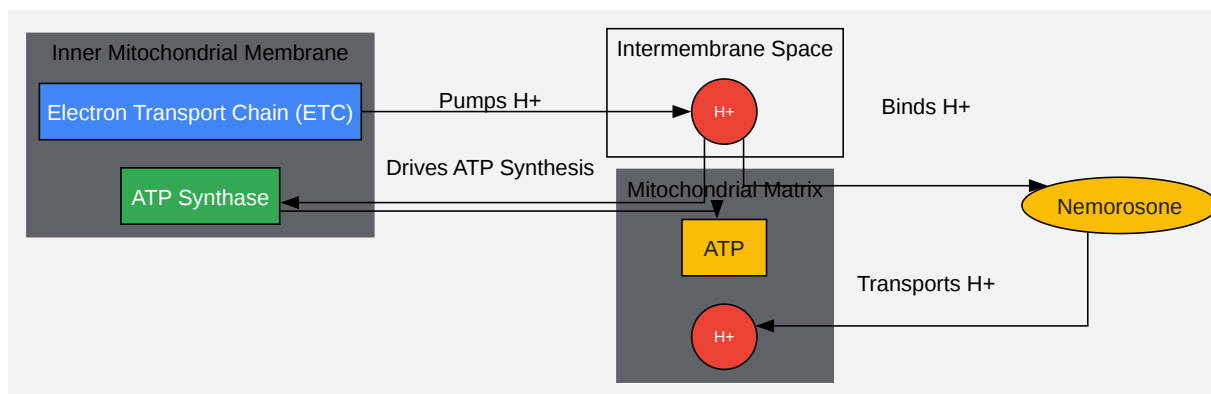 Inner Mitochondrial Membrane
Intermembrane Space
Electron Transport Chain (ETC)
Pumps H+
H+
Binds H+
Drives ATP Synthesis
ATP Synthase
Mitochondrial Matrix
Nemorosone
ATP
Transports H+
H+